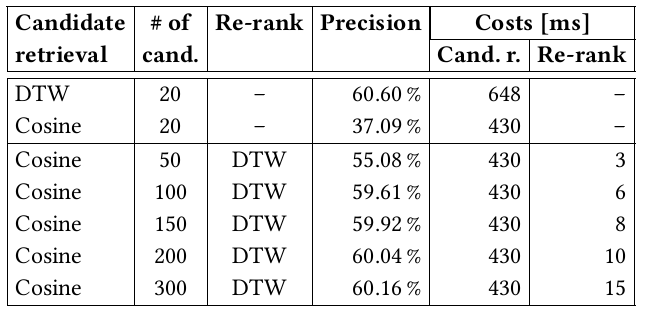 Candidate # of Re-rank Precision Costs [ms]
retrieval cand. Cand. r. Re-rank
DTW 20 – 60.60 % 648 –
Cosine 20 – 37.09 % 430 –
Cosine 50 DTW 55.08 % 430 3
Cosine 100 DTW 59.61 % 430 6
Cosine 150 DTW 59.92 % 430 8
Cosine 200 DTW 60.04 % 430 10
Cosine 300 DTW 60.16 % 430 15